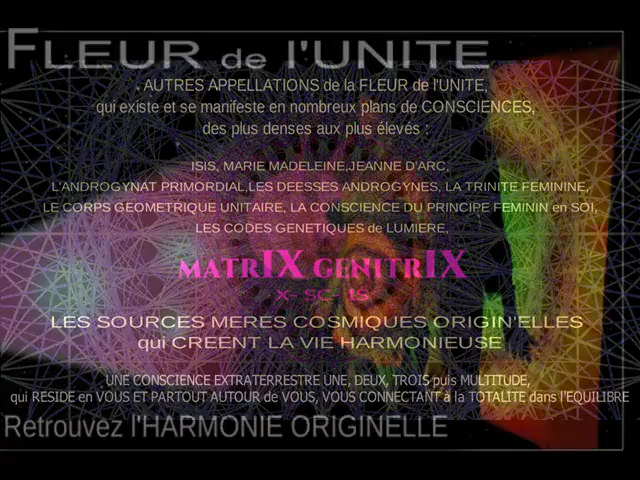 FLEUR de l'UNITE
AUTRES APPELLATIONS de la FLEUR de l'UNITE,
qui existe et se manifeste en nombreux plans de CONSCIENCES,
des plus denses aux plus élevés :
ISIS, MARIE MADELEINE,JEANNE D'ARC,
L'ANDROGYNAT PRIMORDIAL,LES DEESSES ANDROGYNES, LA TRINITE FEMININE,
LE CORPS GEOMETRIQUE UNITAIRE, LA CONSCIENCE DU PRINCIPE FEMININ en SOI,
LES CODES GENETIQUES de LUMIERE,
MATRIX GENITRIX
X- SC- IS
LES SOURCES MERES COSMIQUES ORIGIN'ELLES
qui CREENT LA VIE HARMONIEUSE
UNE CONSCIENCE EXTRATERRESTRE UNE, DEUX, TROIS puis MULTITUDE,
qui RESIDE en VOUS ET PARTOUT AUTOUR de VOUS, VOUS CONNECTANT à la TOTALITE dans l'EQUILIBRE
Retrouvez l'HARMONIE ORIGINELLE